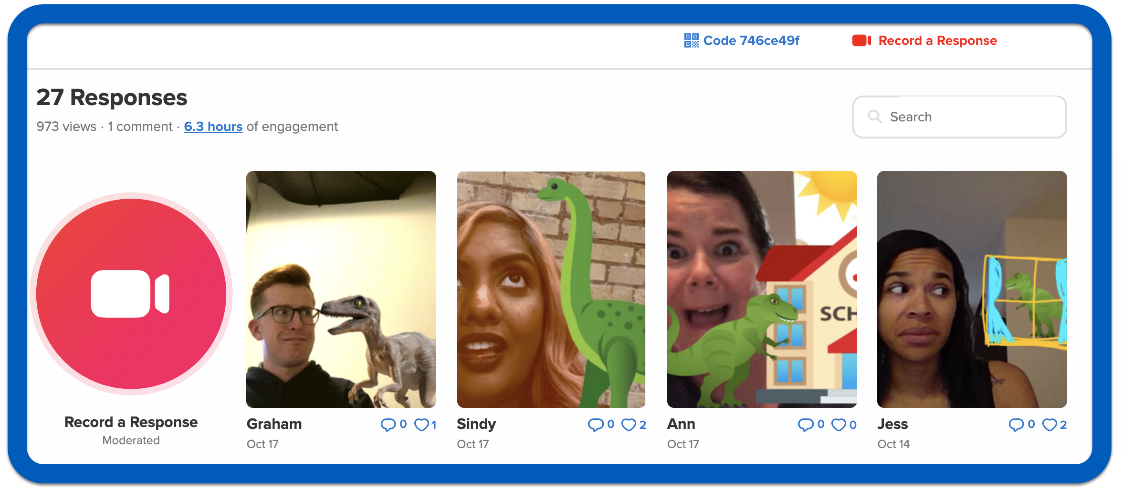 Code 746ce49f
Record a Response
27 Responses
973 views · 1 comment · 6.3 hours of engagement
Search
SCH
Record a Response
Moderated
Graham 0 1
Oct 17
Sindy 0 2
Oct 17
Ann 0 0
Oct 17
Jess 0 2
Oct 14